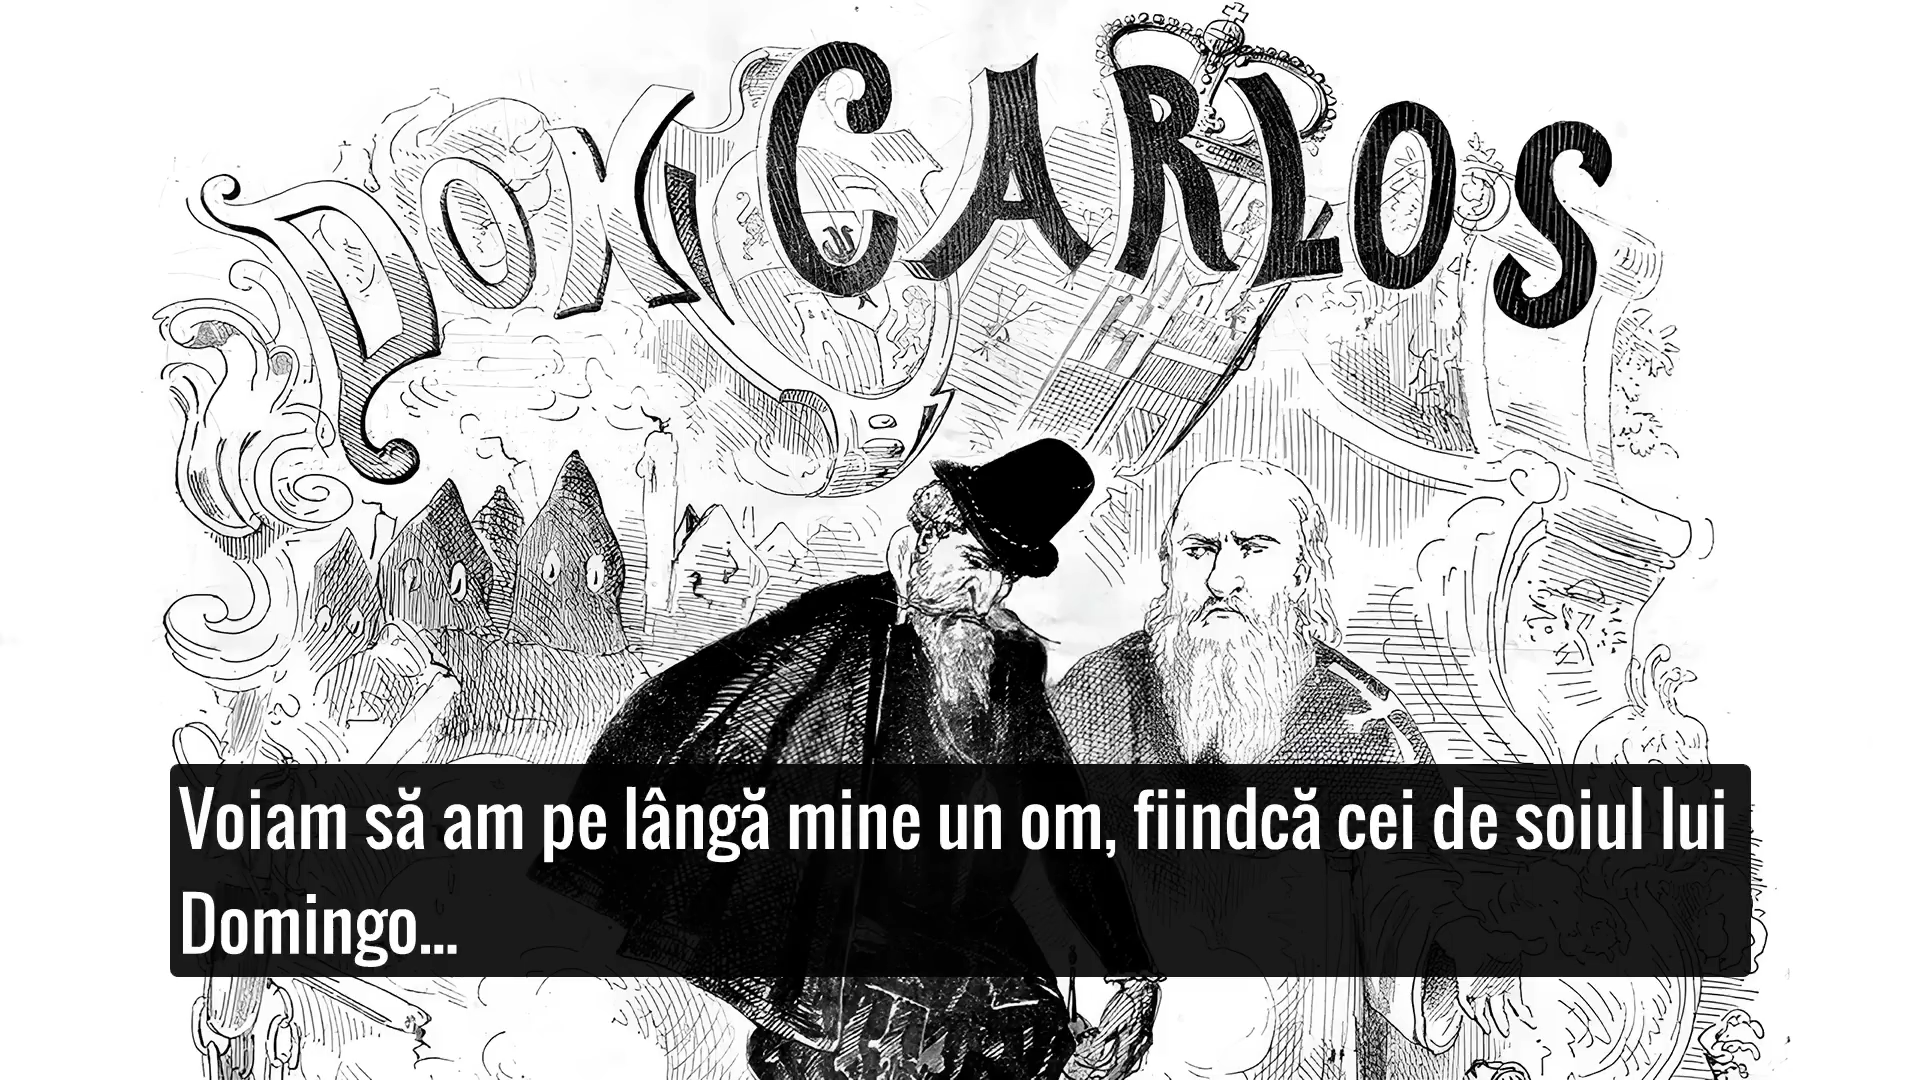 DON CARLOS
Voiam să am pe lângă mine un om, fiindcă cei de soiul lui
Domingo...